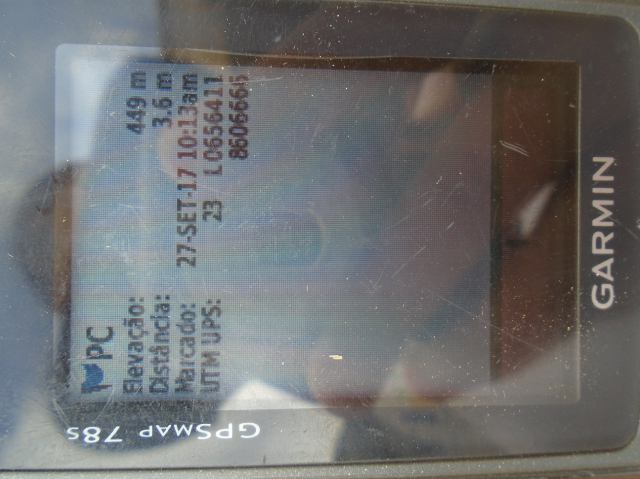 PC
Elevação: 449 m
Distância: 3.6 m
Marcado: 27-SET-17 10:13am
UTM UPS: 23 L 0656411
8606665
GARMIN
GPSMAP 78s